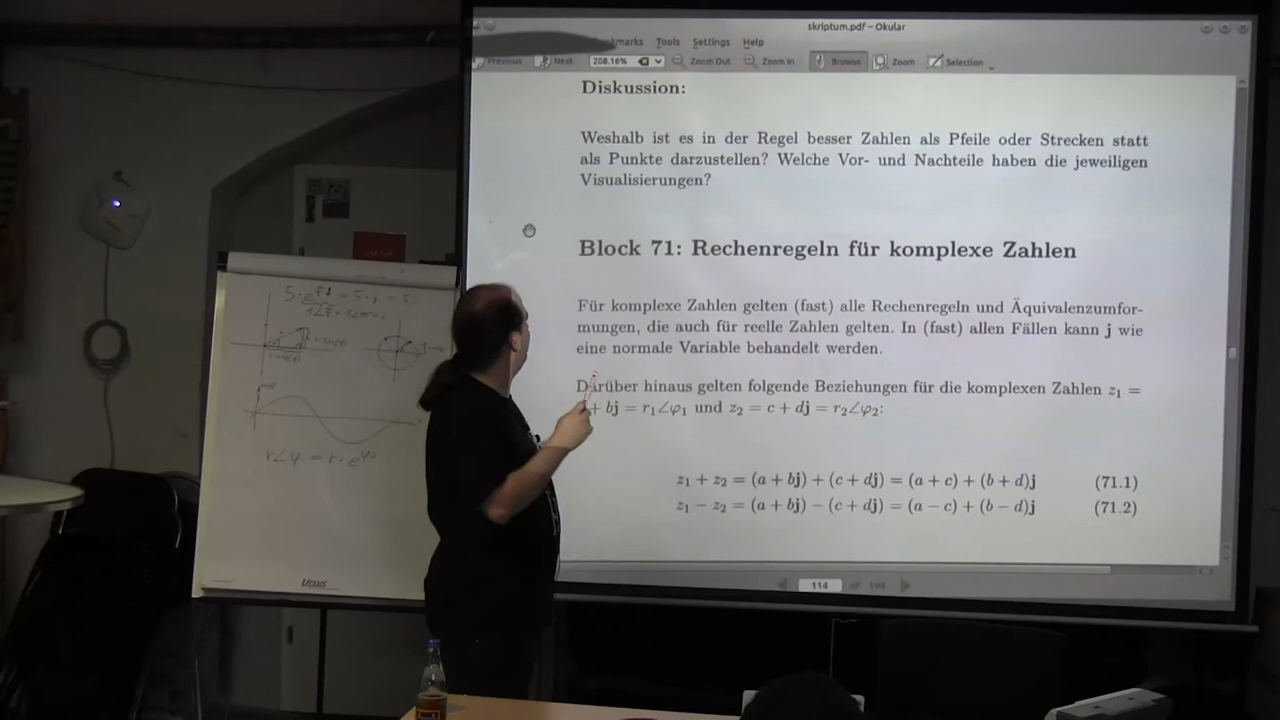 skriptum.pdf – Okular
Tools Settings Help
Previous Next 208.16% Zoom Out Zoom In Browse Zoom Selection
Diskussion:
Weshalb ist es in der Regel besser Zahlen als Pfeile oder Strecken statt
als Punkte darzustellen? Welche Vor- und Nachteile haben die jeweiligen
Visualisierungen?
Block 71: Rechenregeln für komplexe Zahlen
Für komplexe Zahlen gelten (fast) alle Rechenregeln und Äquivalenzumfor-
mungen, die auch für reelle Zahlen gelten. In (fast) allen Fällen kann j wie
eine normale Variable behandelt werden.
Darüber hinaus gelten folgende Beziehungen für die komplexen Zahlen z₁ =
+ bj = r₁∠φ₁ und z₂ = c + dj = r₂∠φ₂:
z₁ + z₂ = (a + bj) + (c + dj) = (a + c) + (b + d)j (71.1)
z₁ − z₂ = (a + bj) − (c + dj) = (a − c) + (b − d)j (71.2)
114 of
r∠φ = r · e^φj